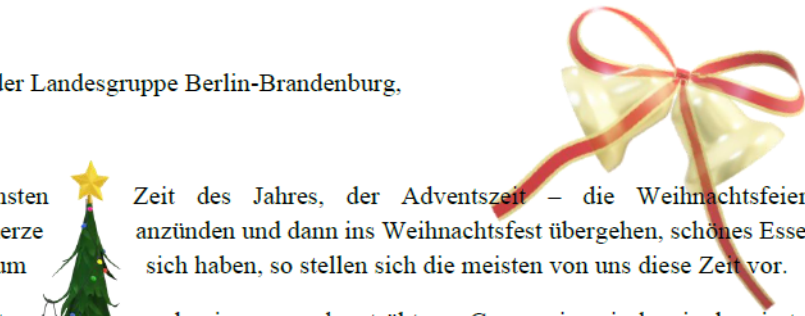 der Landesgruppe Berlin-Brandenburg,
nsten Zeit des Jahres, der Adventszeit – die Weihnachtsfeier
erze anzünden und dann ins Weihnachtsfest übergehen, schönes Esse
um sich haben, so stellen sich die meisten von uns diese Zeit vor.